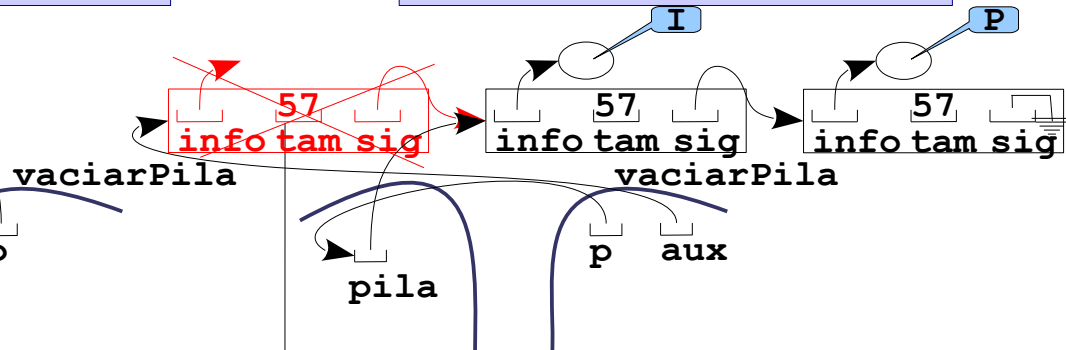 I P
57 57 57
info tam sig info tam sig info tam sig
vaciarPila vaciarPila
p aux
pila